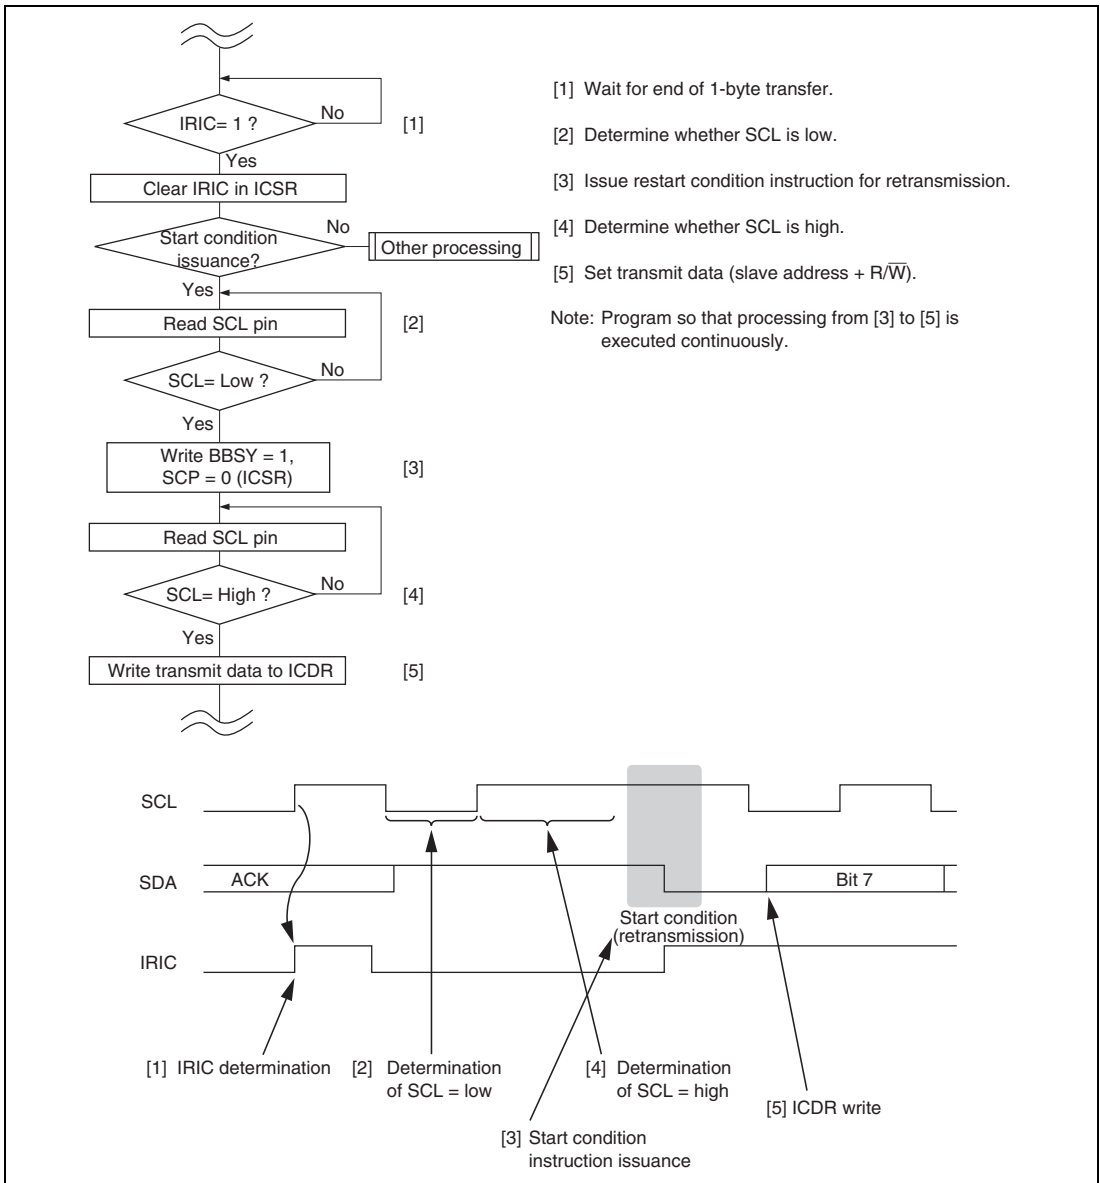 IRIC= 1 ?
No
[1]
Yes
Clear IRIC in ICSR
Start condition
issuance?
No
Other processing
Yes
Read SCL pin
[2]
SCL= Low ?
No
Yes
Write BBSY = 1,
SCP = 0 (ICSR)
[3]
Read SCL pin
SCL= High ?
No
[4]
Yes
Write transmit data to ICDR
[5]
[1] Wait for end of 1-byte transfer.
[2] Determine whether SCL is low.
[3] Issue restart condition instruction for retransmission.
[4] Determine whether SCL is high.
[5] Set transmit data (slave address + R/W̅).
Note: Program so that processing from [3] to [5] is
executed continuously.
SCL
SDA
ACK
Bit 7
Start condition
(retransmission)
IRIC
[1] IRIC determination
[2] Determination
of SCL = low
[4] Determination
of SCL = high
[5] ICDR write
[3] Start condition
instruction issuance